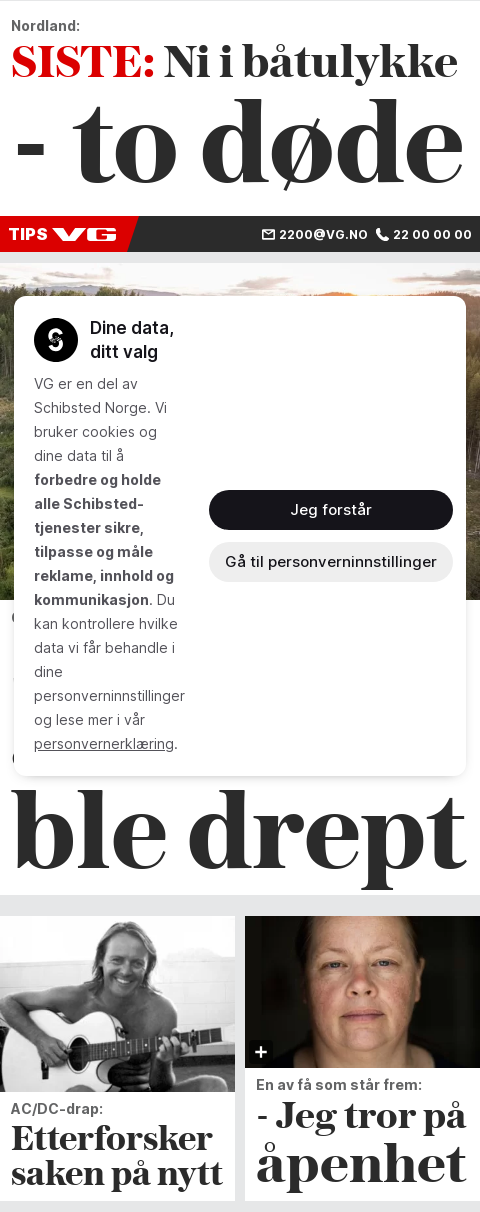 Nordland:
SISTE: Ni i båtulykke
- to døde
TIPS VG 2200@VG.NO 22 00 00 00
Dine data,
ditt valg
VG er en del av
Schibsted Norge. Vi
bruker cookies og
dine data til å
forbedre og holde
alle Schibsted-
tjenester sikre,
tilpasse og måle
reklame, innhold og
kommunikasjon. Du
kan kontrollere hvilke
data vi får behandle i
dine
personverninnstillinger
og lese mer i vår
personvernerklæring.
Jeg forstår
Gå til personverninnstillinger
ble drept
AC/DC-drap:
Etterforsker
saken på nytt
En av få som står frem:
- Jeg tror på
åpenhet